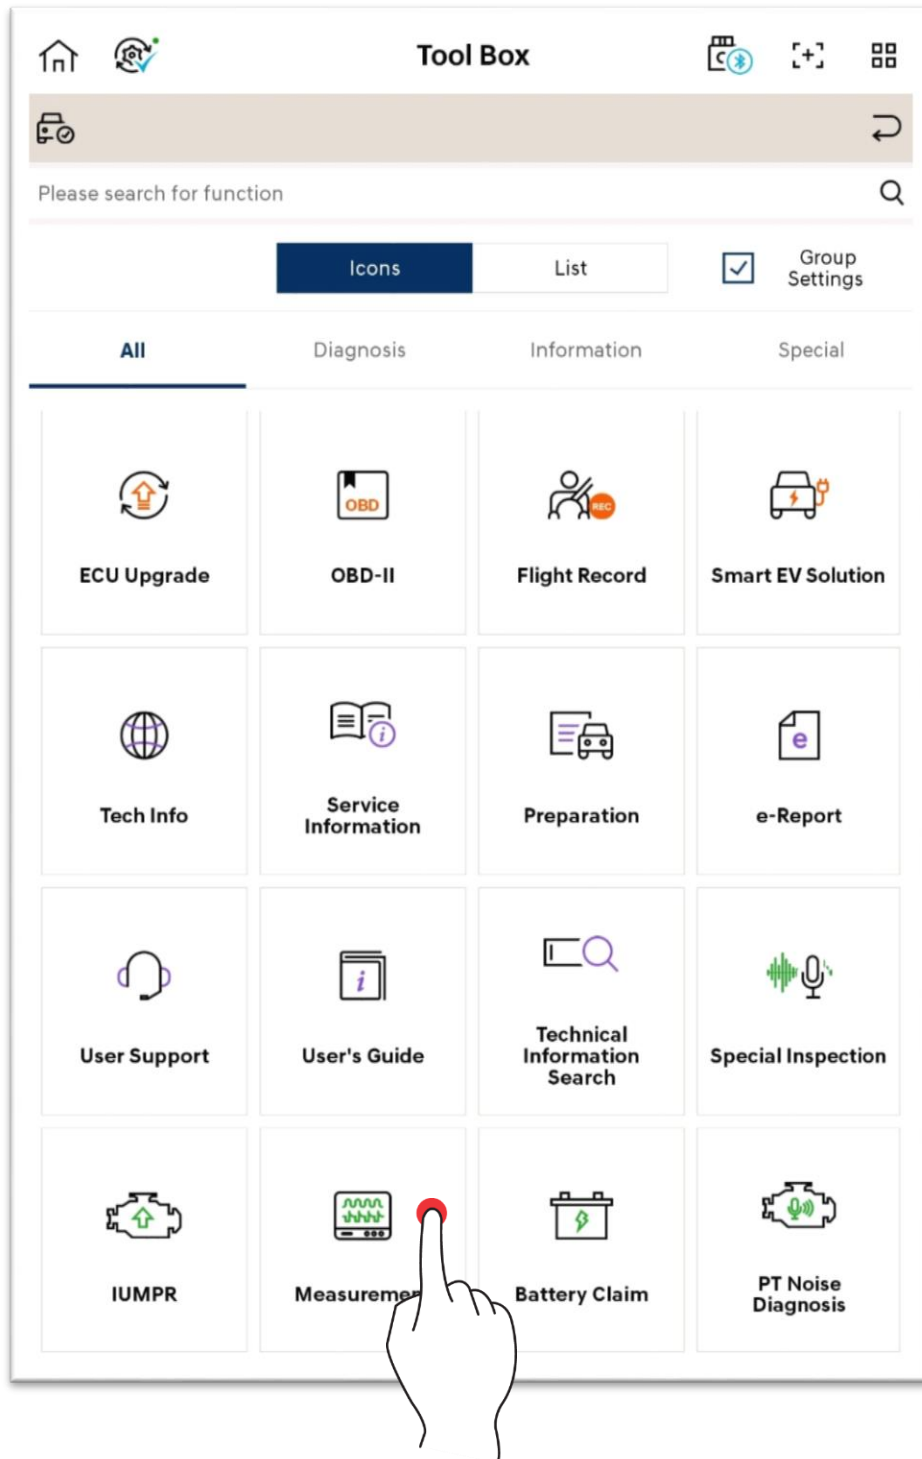 Tool Box
C
Please search for function
Icons
List
Group
Settings
All
Diagnosis
Information
Special
OBD
REC
ECU Upgrade
OBD-II
Flight Record
Smart EV Solution
i
e
Tech Info
Service
Information
Preparation
e-Report
i
User Support
User's Guide
Technical
Information
Search
Special Inspection
IUMPR
Measuremen
Battery Claim
PT Noise
Diagnosis